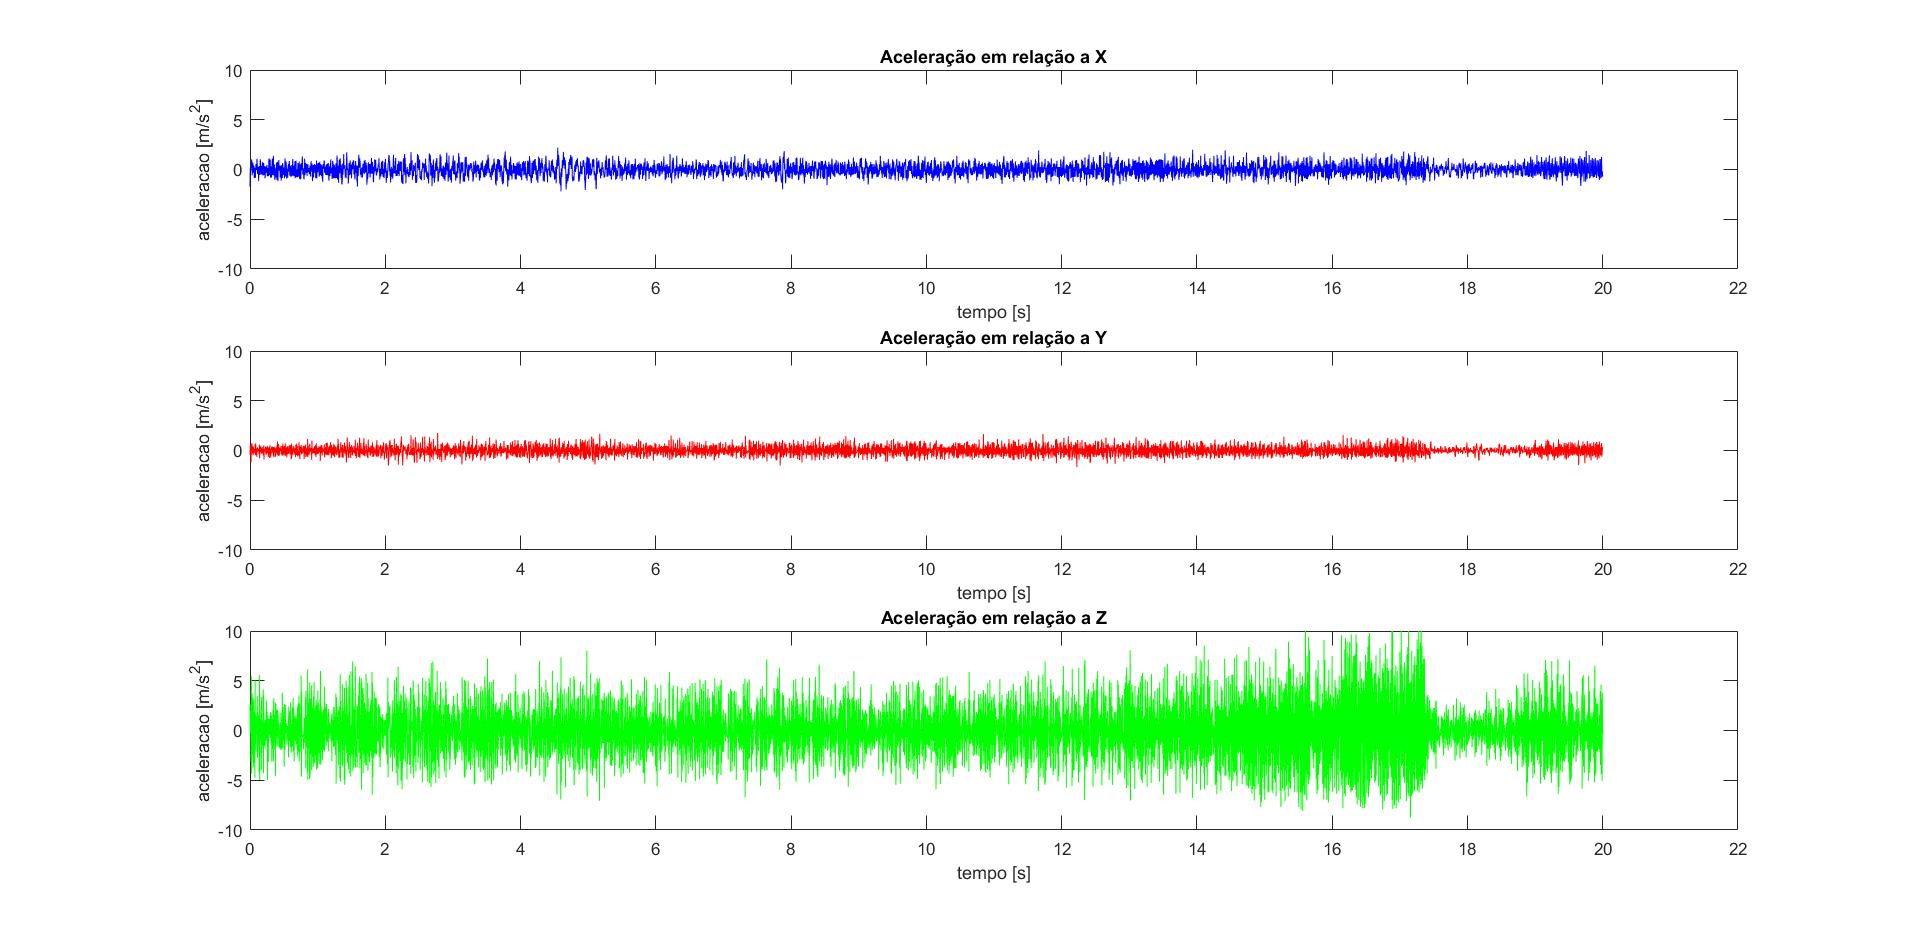 Aceleração em relação a X
10
5
0
-5
-10
aceleracao [m/s²]
0 2 4 6 8 10 12 14 16 18 20 22
tempo [s]
Aceleração em relação a Y
10
5
0
-5
-10
aceleracao [m/s²]
0 2 4 6 8 10 12 14 16 18 20 22
tempo [s]
Aceleração em relação a Z
10
5
0
-5
-10
aceleracao [m/s²]
0 2 4 6 8 10 12 14 16 18 20 22
tempo [s]